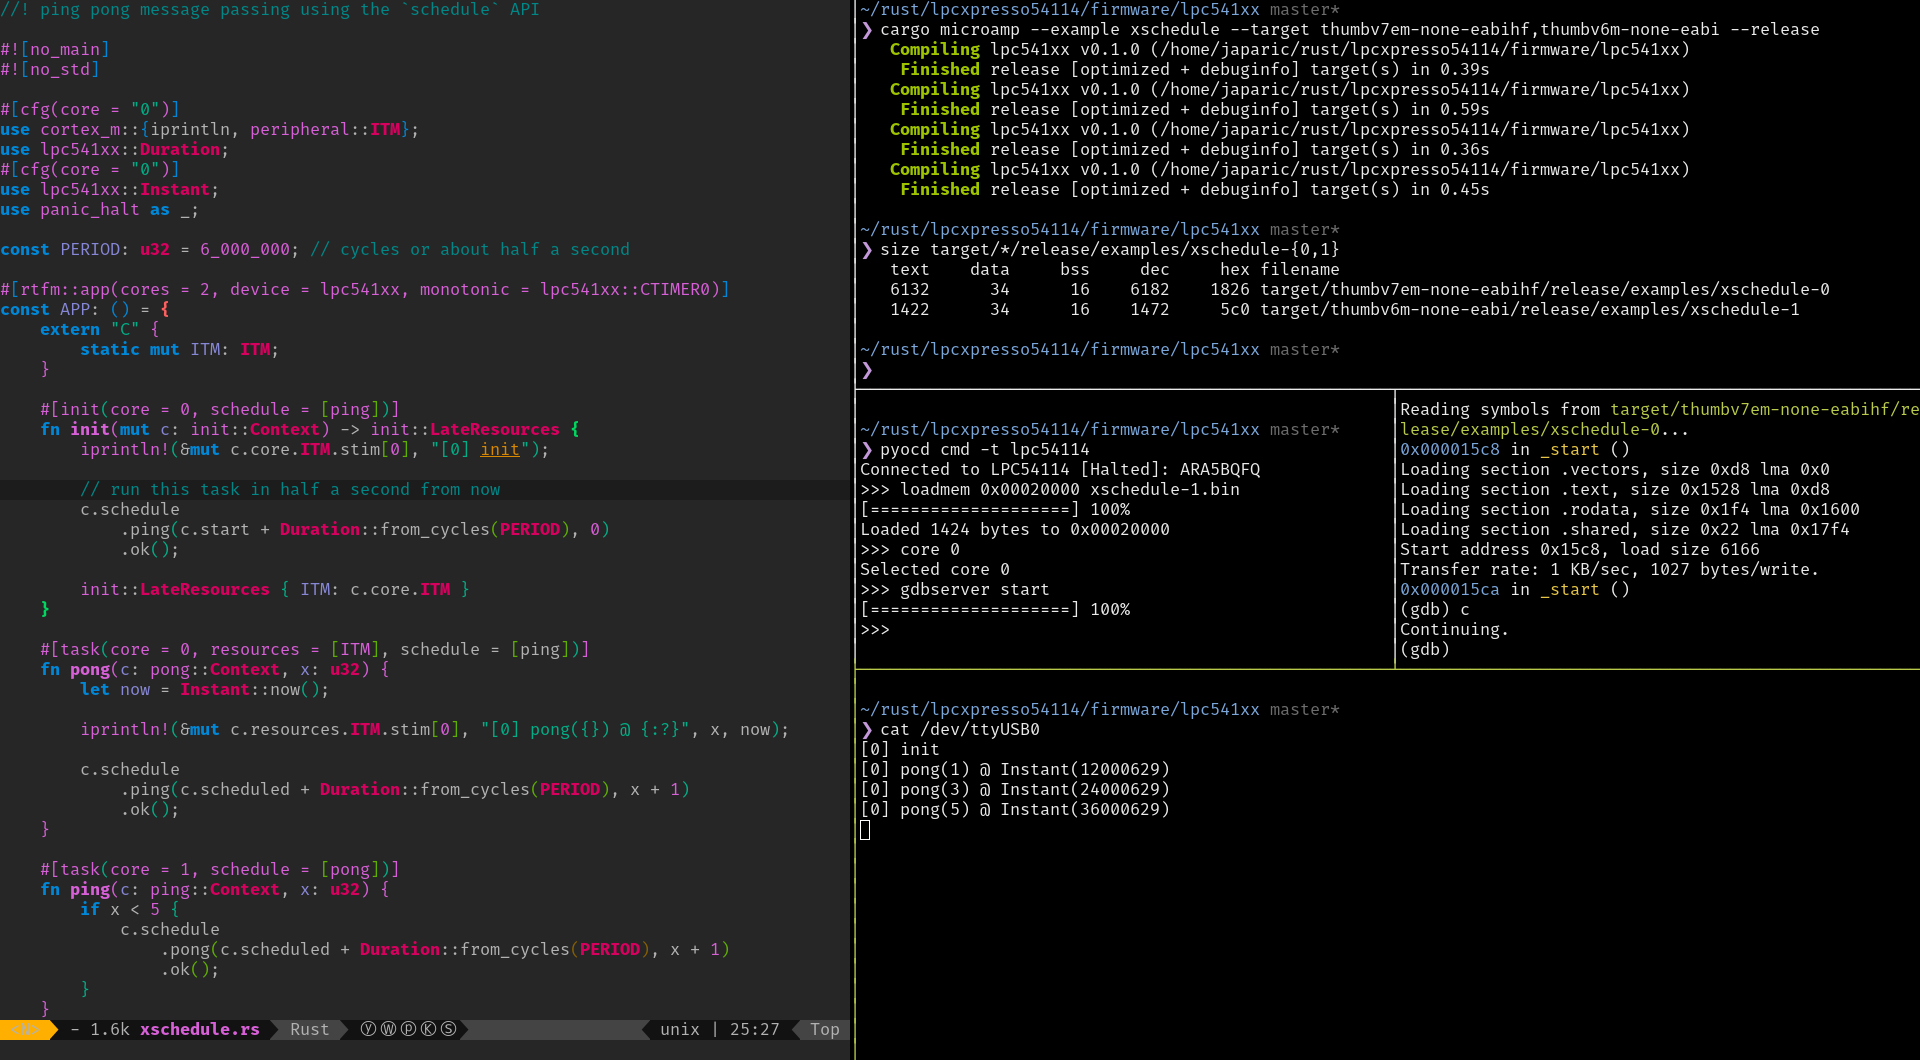 //! ping pong message passing using the `schedule` API

#![no_main]
#![no_std]

#[cfg(core = "0")]
use cortex_m::{iprintln, peripheral::ITM};
use lpc541xx::Duration;
#[cfg(core = "0")]
use lpc541xx::Instant;
use panic_halt as _;

const PERIOD: u32 = 6_000_000; // cycles or about half a second

#[rtfm::app(cores = 2, device = lpc541xx, monotonic = lpc541xx::CTIMER0)]
const APP: () = {
    extern "C" {
        static mut ITM: ITM;
    }

    #[init(core = 0, schedule = [ping])]
    fn init(mut c: init::Context) -> init::LateResources {
        iprintln!(&mut c.core.ITM.stim[0], "[0] init");

        // run this task in half a second from now
        c.schedule
            .ping(c.start + Duration::from_cycles(PERIOD), 0)
            .ok();

        init::LateResources { ITM: c.core.ITM }
    }

    #[task(core = 0, resources = [ITM], schedule = [ping])]
    fn pong(c: pong::Context, x: u32) {
        let now = Instant::now();

        iprintln!(&mut c.resources.ITM.stim[0], "[0] pong({}) @ {:?}", x, now);

        c.schedule
            .ping(c.scheduled + Duration::from_cycles(PERIOD), x + 1)
            .ok();
    }

    #[task(core = 1, schedule = [pong])]
    fn ping(c: ping::Context, x: u32) {
        if x < 5 {
            c.schedule
                .pong(c.scheduled + Duration::from_cycles(PERIOD), x + 1)
                .ok();
        }
    }
<N> - 1.6k xschedule.rs Rust ⓨⓌⓟⓀⓈ unix | 25:27 Top
~/rust/lpcxpresso54114/firmware/lpc541xx master*
❯ cargo microamp --example xschedule --target thumbv7em-none-eabihf,thumbv6m-none-eabi --release
   Compiling lpc541xx v0.1.0 (/home/japaric/rust/lpcxpresso54114/firmware/lpc541xx)
    Finished release [optimized + debuginfo] target(s) in 0.39s
   Compiling lpc541xx v0.1.0 (/home/japaric/rust/lpcxpresso54114/firmware/lpc541xx)
    Finished release [optimized + debuginfo] target(s) in 0.59s
   Compiling lpc541xx v0.1.0 (/home/japaric/rust/lpcxpresso54114/firmware/lpc541xx)
    Finished release [optimized + debuginfo] target(s) in 0.36s
   Compiling lpc541xx v0.1.0 (/home/japaric/rust/lpcxpresso54114/firmware/lpc541xx)
    Finished release [optimized + debuginfo] target(s) in 0.45s

~/rust/lpcxpresso54114/firmware/lpc541xx master*
❯ size target/*/release/examples/xschedule-{0,1}
   text    data     bss     dec     hex filename
   6132      34      16    6182    1826 target/thumbv7em-none-eabihf/release/examples/xschedule-0
   1422      34      16    1472     5c0 target/thumbv6m-none-eabi/release/examples/xschedule-1

~/rust/lpcxpresso54114/firmware/lpc541xx master*
❯
~/rust/lpcxpresso54114/firmware/lpc541xx master*
❯ pyocd cmd -t lpc54114
Connected to LPC54114 [Halted]: ARA5BQFQ
>>> loadmem 0x00020000 xschedule-1.bin
[====================] 100%
Loaded 1424 bytes to 0x00020000
>>> core 0
Selected core 0
>>> gdbserver start
[====================] 100%
>>>
Reading symbols from target/thumbv7em-none-eabihf/re
lease/examples/xschedule-0...
0x000015c8 in _start ()
Loading section .vectors, size 0xd8 lma 0x0
Loading section .text, size 0x1528 lma 0xd8
Loading section .rodata, size 0x1f4 lma 0x1600
Loading section .shared, size 0x22 lma 0x17f4
Start address 0x15c8, load size 6166
Transfer rate: 1 KB/sec, 1027 bytes/write.
0x000015ca in _start ()
(gdb) c
Continuing.
(gdb)
~/rust/lpcxpresso54114/firmware/lpc541xx master*
❯ cat /dev/ttyUSB0
[0] init
[0] pong(1) @ Instant(12000629)
[0] pong(3) @ Instant(24000629)
[0] pong(5) @ Instant(36000629)